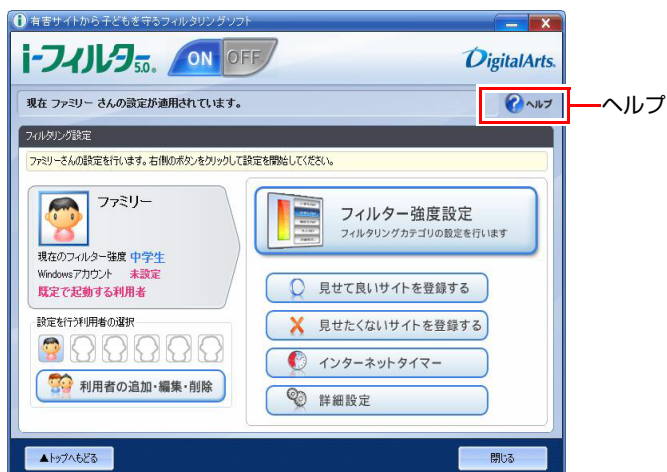 有害サイトから子どもを守るフィルタリングソフト
i-フィルター5.0.
ON OFF
DigitalArts.
現在 ファミリー さんの設定が適用されています。
ヘルプ
ヘルプ
フィルタリング設定
ファミリーさんの設定を行います。右側のボタンをクリックして設定を開始してください。
ファミリー
現在のフィルター強度 中学生
Windowsアカウント 未設定
既定で起動する利用者
設定を行う利用者の選択
利用者の追加・編集・削除
フィルター強度設定
フィルタリングカテゴリの設定を行います
見せて良いサイトを登録する
見せたくないサイトを登録する
インターネットタイマー
詳細設定
▲トップへもどる
閉じる